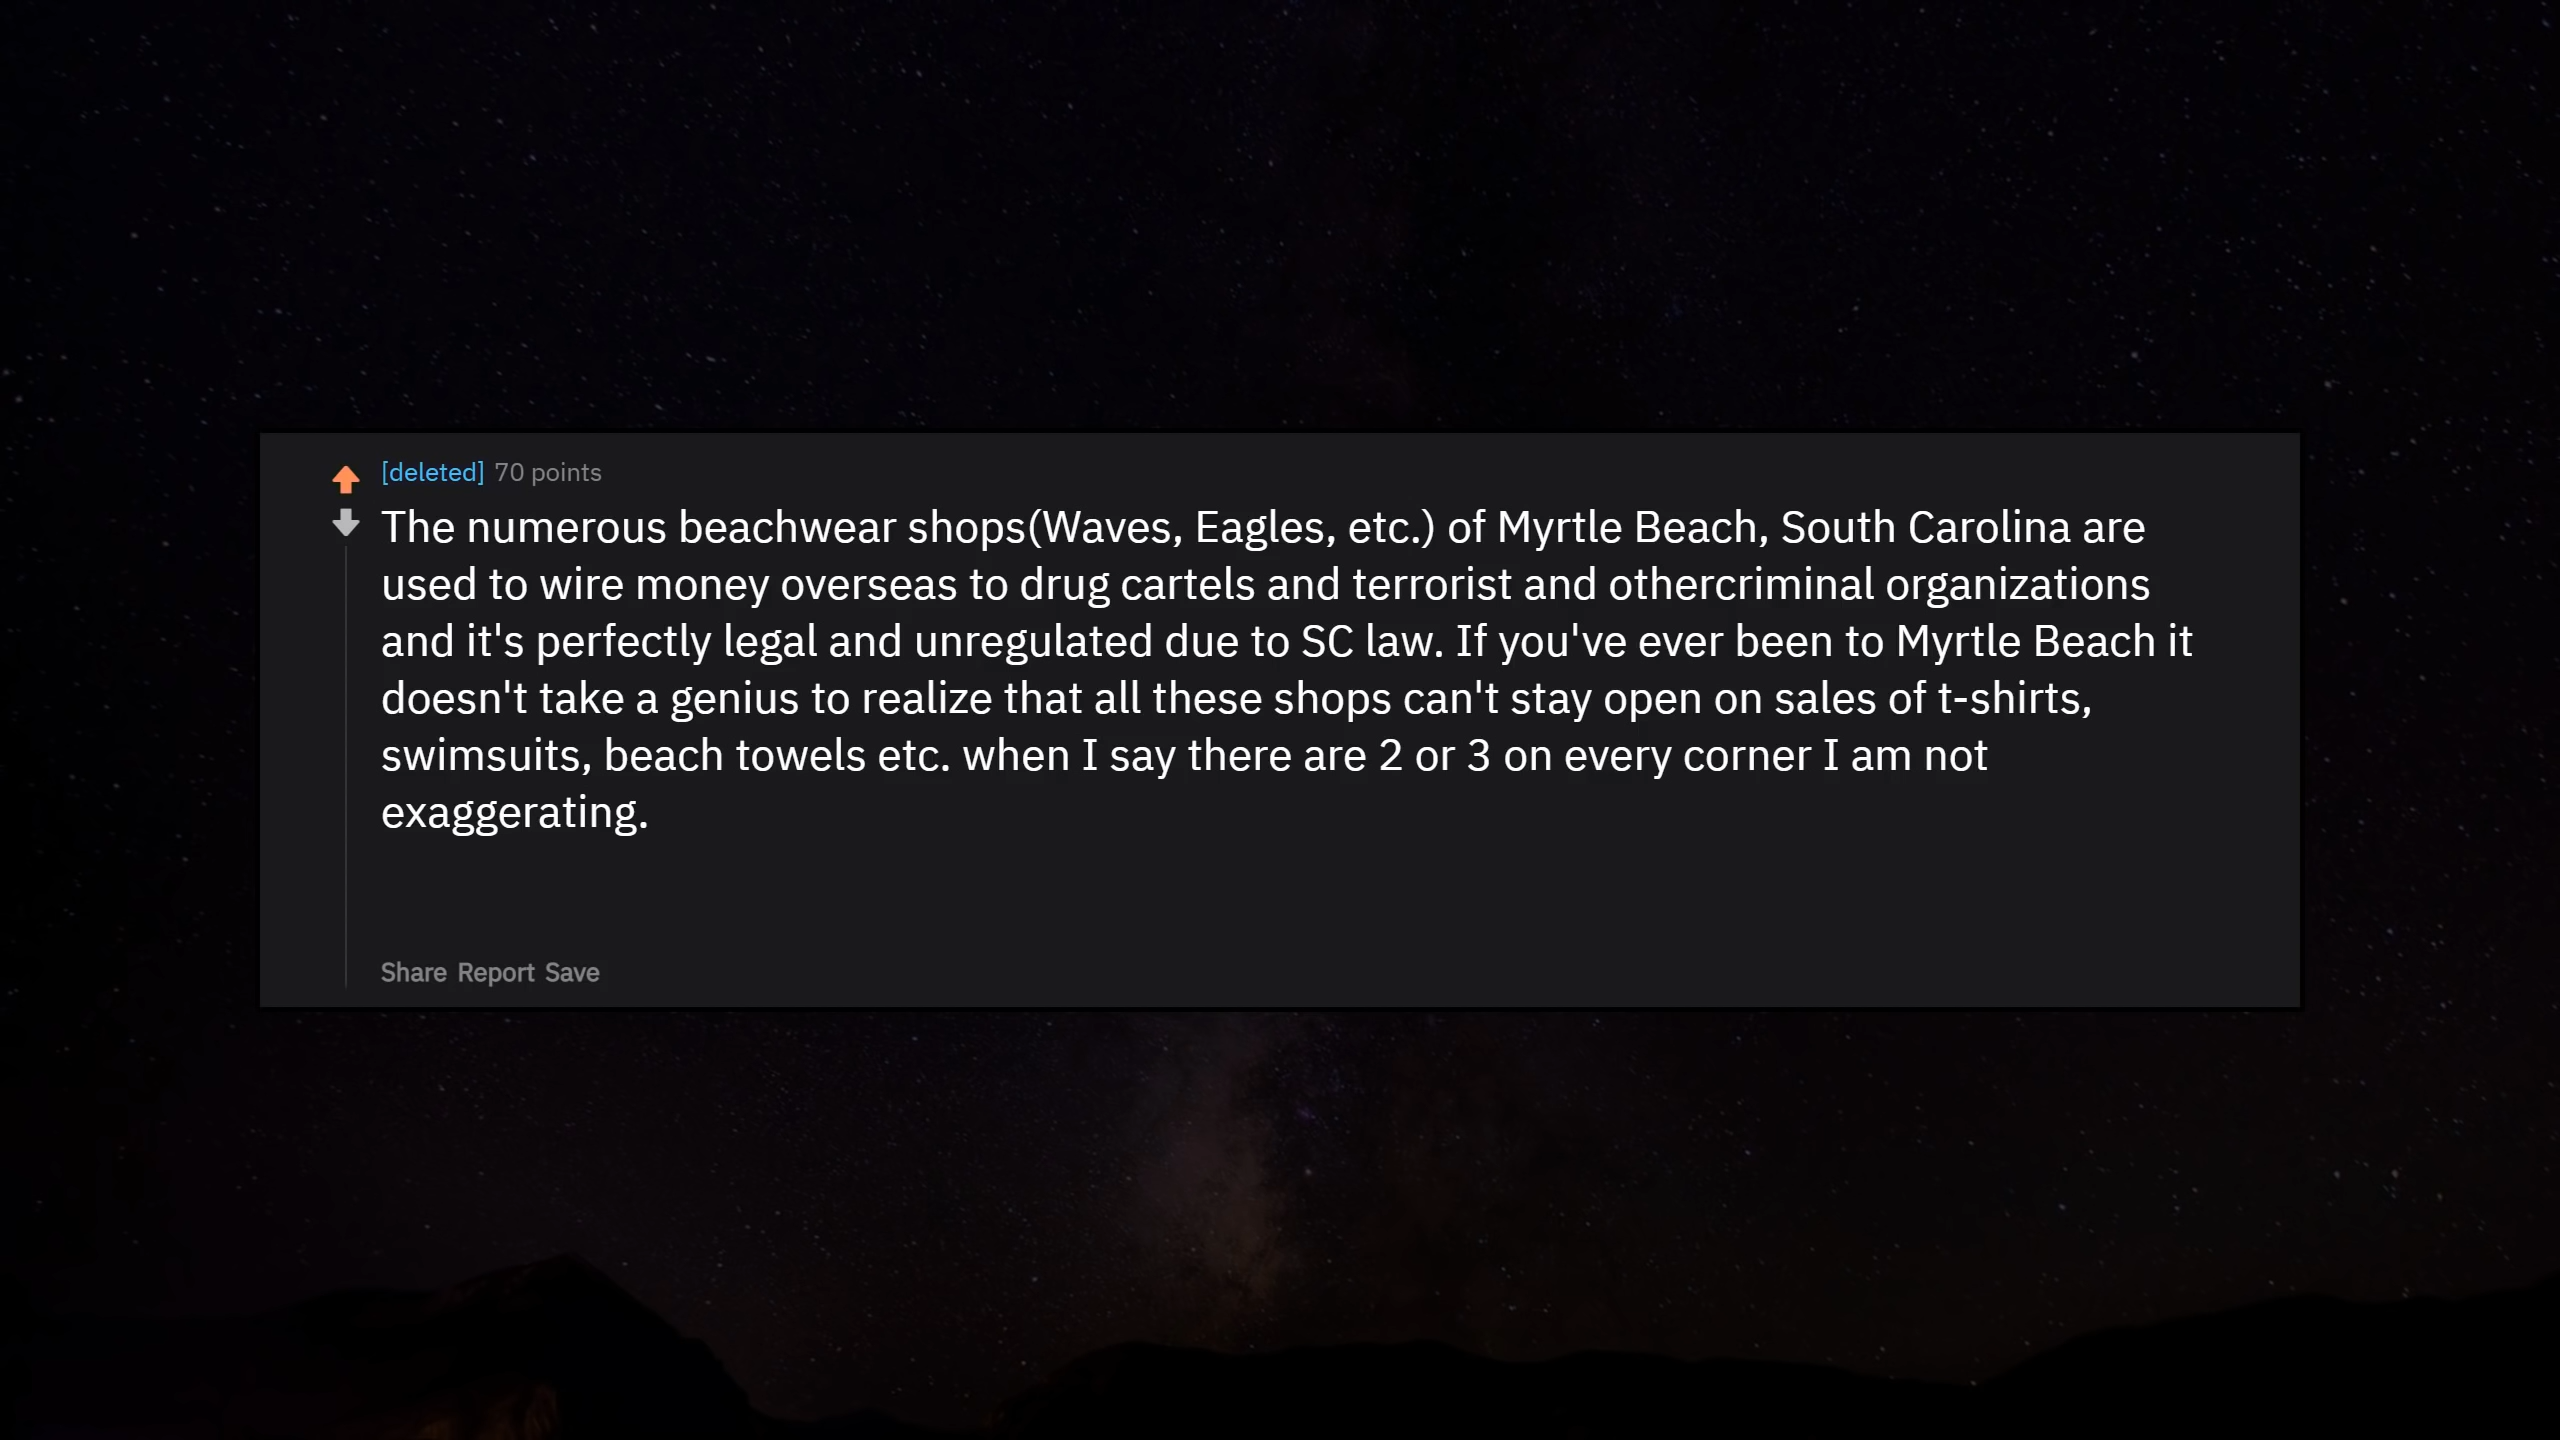 [deleted] 70 points
The numerous beachwear shops(Waves, Eagles, etc.) of Myrtle Beach, South Carolina are
used to wire money overseas to drug cartels and terrorist and othercriminal organizations
and it's perfectly legal and unregulated due to SC law. If you've ever been to Myrtle Beach it
doesn't take a genius to realize that all these shops can't stay open on sales of t-shirts,
swimsuits, beach towels etc. when I say there are 2 or 3 on every corner I am not
exaggerating.
Share Report Save